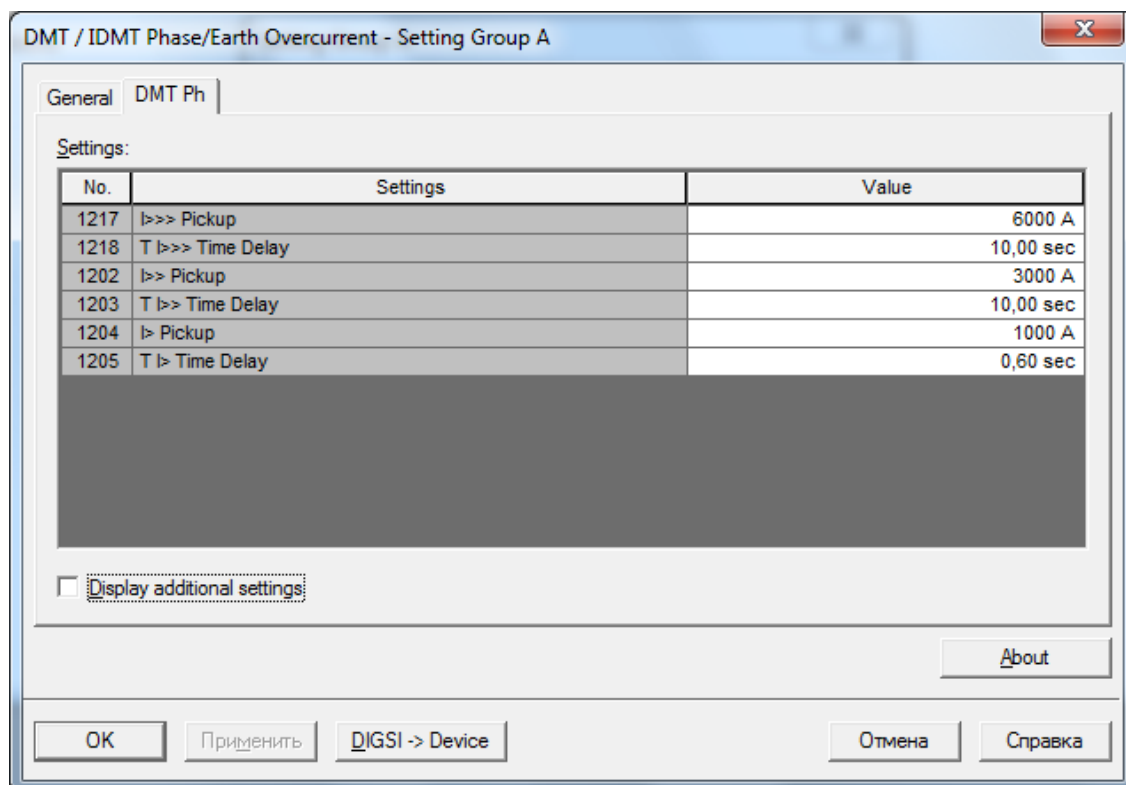 DMT / IDMT Phase/Earth Overcurrent - Setting Group A
General DMT Ph
Settings:
No. Settings Value
1217 I>>> Pickup 6000 A
1218 T I>>> Time Delay 10,00 sec
1202 I>> Pickup 3000 A
1203 T I>> Time Delay 10,00 sec
1204 I> Pickup 1000 A
1205 T I> Time Delay 0,60 sec
Display additional settings
About
OK Применить DIGSI -> Device Отмена Справка